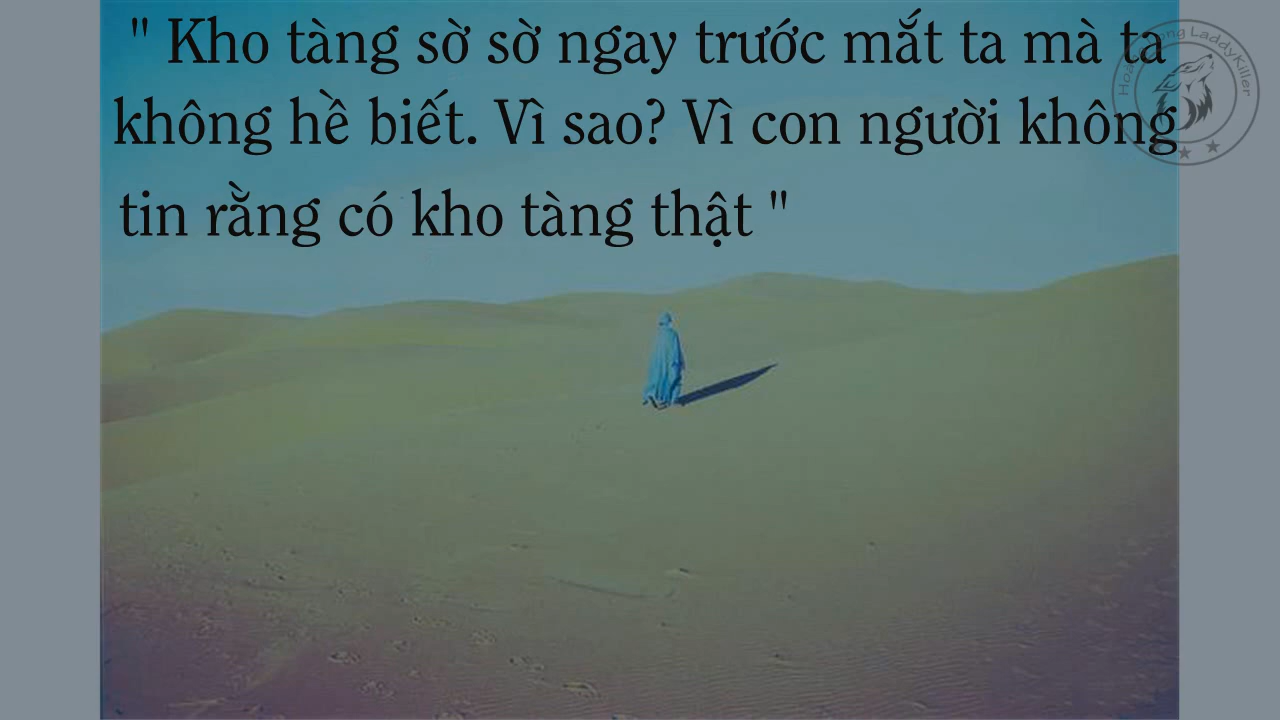 " Kho tàng sờ sờ ngay trước mắt ta mà ta
không hề biết. Vì sao? Vì con người không
tin rằng có kho tàng thật "
LaddyKiller